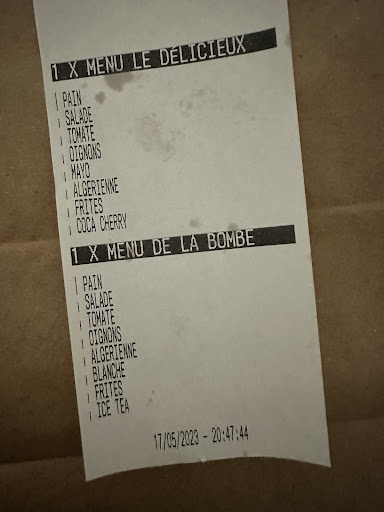 1 X MENU LE DÉLICIEUX
| PAIN
| SALADE
| TOMATE
| OIGNONS
| MAYO
| ALGERIENNE
| FRITES
| COCA CHERRY
1 X MENU DE LA BOMBE
| PAIN
| SALADE
| TOMATE
| OIGNONS
| ALGERIENNE
| BLANCHE
| FRITES
| ICE TEA
17/05/2023 - 20:47:44